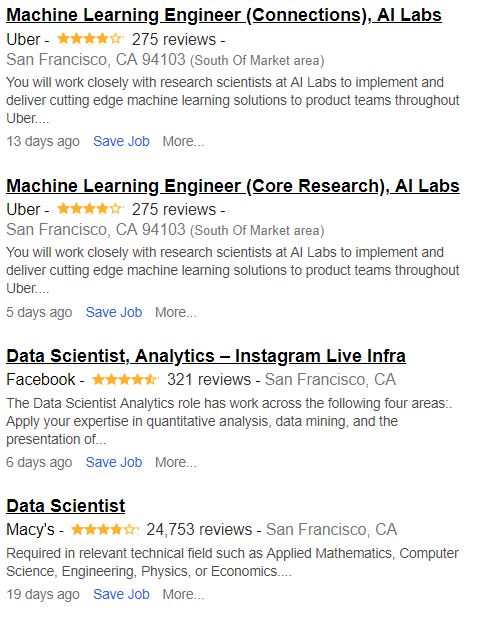 Machine Learning Engineer (Connections), AI Labs
Uber - 275 reviews -
San Francisco, CA 94103 (South Of Market area)
You will work closely with research scientists at AI Labs to implement and
deliver cutting edge machine learning solutions to product teams throughout
Uber....
13 days ago Save Job More...
Machine Learning Engineer (Core Research), AI Labs
Uber - 275 reviews -
San Francisco, CA 94103 (South Of Market area)
You will work closely with research scientists at AI Labs to implement and
deliver cutting edge machine learning solutions to product teams throughout
Uber....
5 days ago Save Job More...
Data Scientist, Analytics – Instagram Live Infra
Facebook - 321 reviews - San Francisco, CA
The Data Scientist Analytics role has work across the following four areas:.
Apply your expertise in quantitative analysis, data mining, and the
presentation of...
6 days ago Save Job More...
Data Scientist
Macy's - 24,753 reviews - San Francisco, CA
Required in relevant technical field such as Applied Mathematics, Computer
Science, Engineering, Physics, or Economics....
19 days ago Save Job More...